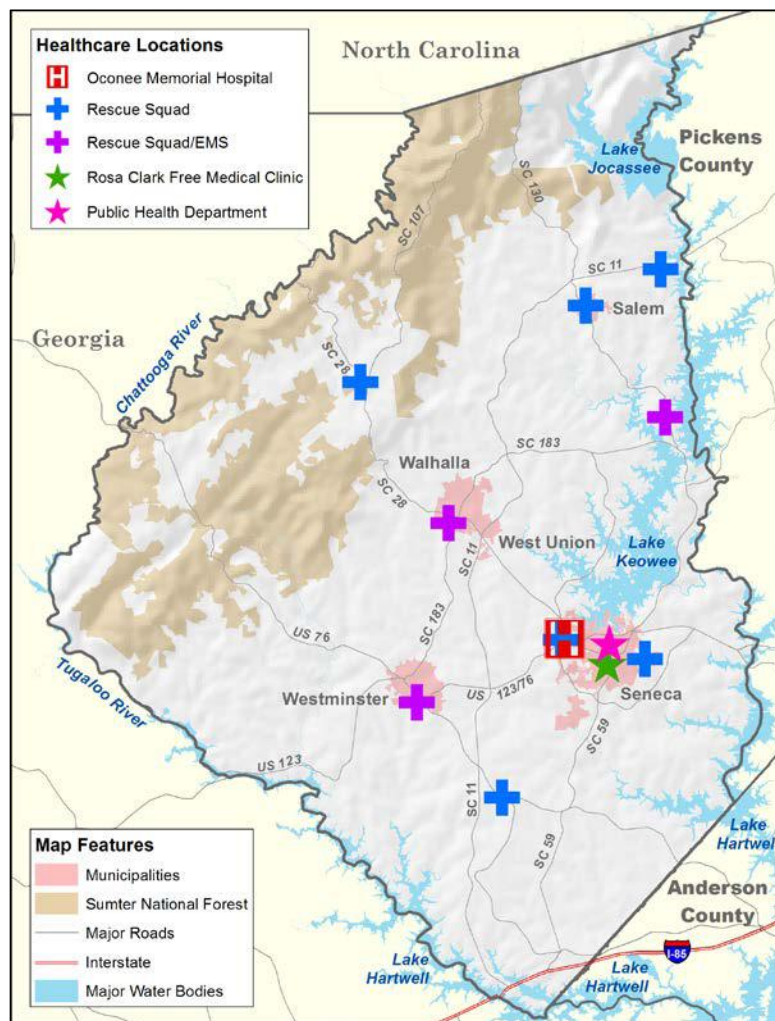 Healthcare Locations
Oconee Memorial Hospital
Rescue Squad
Rescue Squad/EMS
Rosa Clark Free Medical Clinic
Public Health Department
North Carolina
Pickens
County
Lake
Jocassee
SC 107
SC 130
SC 11
Salem
Georgia
Chattooga River
SC 28
SC 183
Walhalla
SC 28
West Union
SC 11
Lake
Keowee
SC 183
US 76
Tugaloo River
Westminster
US 123/76
Seneca
SC 59
US 123
SC 11
SC 59
Lake
Hartwell
Anderson
County
Map Features
Municipalities
Sumter National Forest
Major Roads
Interstate
Major Water Bodies
Lake
Hartwell
Lake
Hartwell
I-85
H